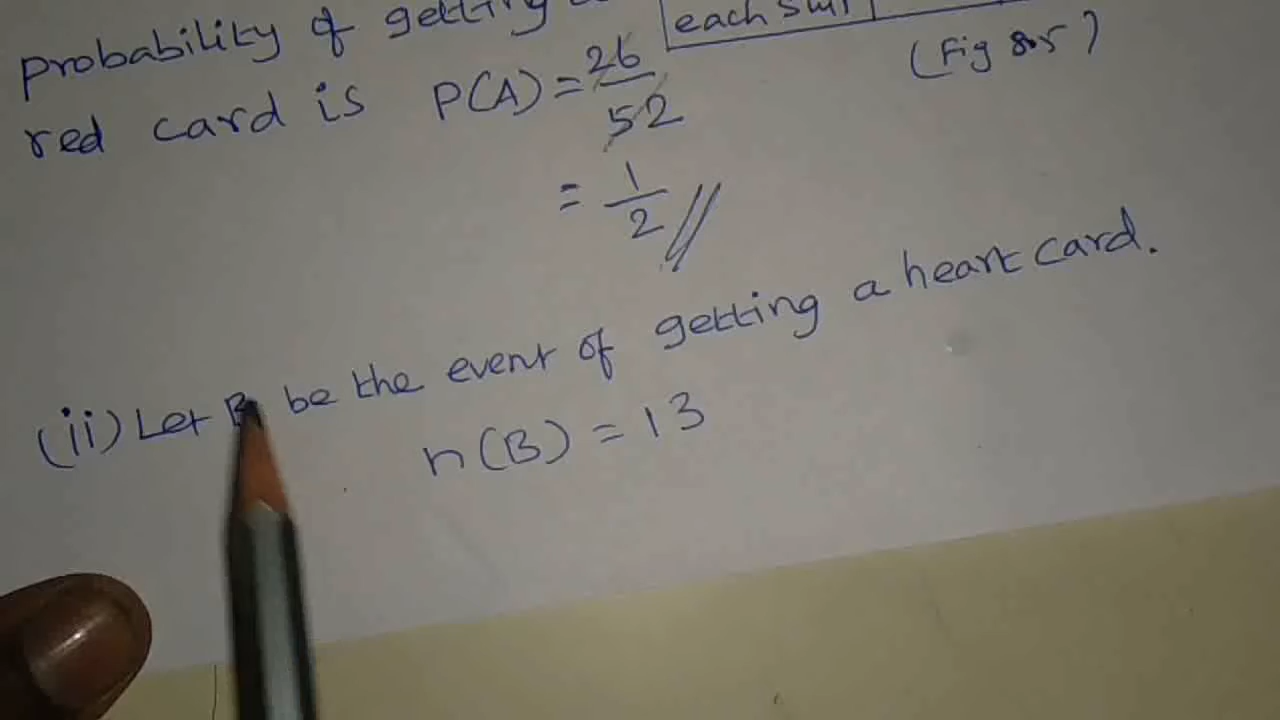 probability of getting
each suit
red card is P(A) = 26/52
(Fig 8.5)
= 1/2 //
(ii) Let B be the event of getting a heart card.
n(B) = 13